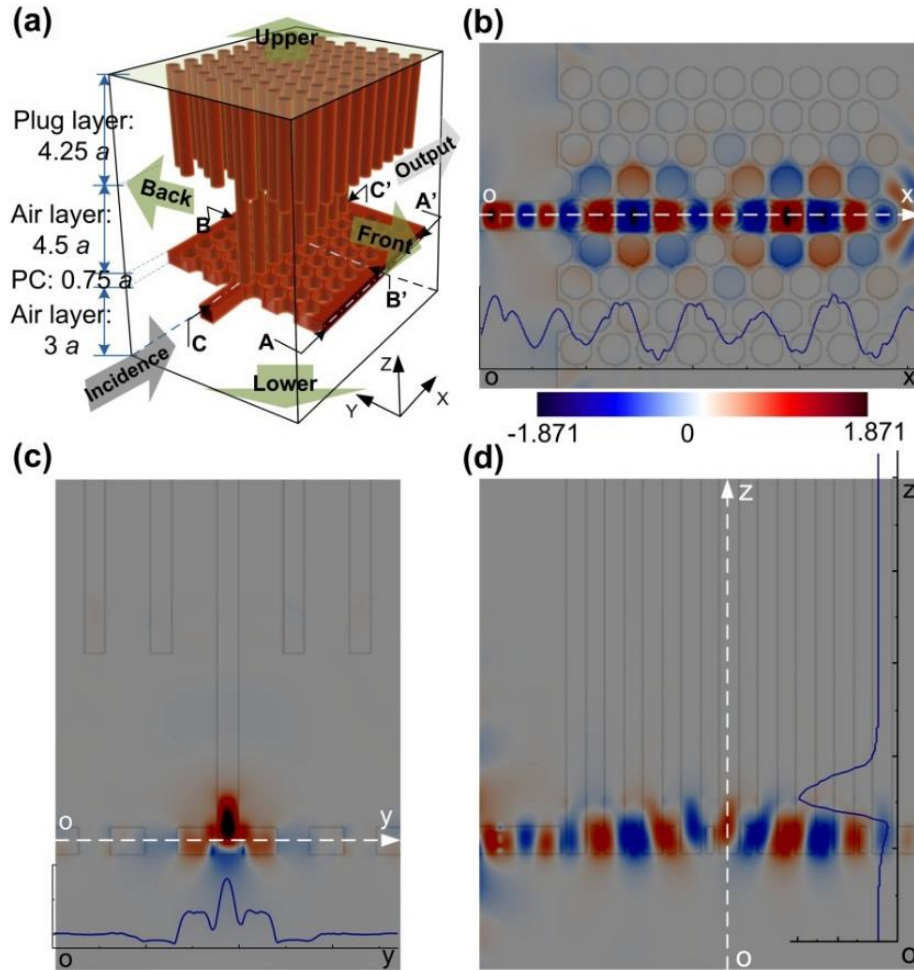 (a)
Upper
Plug layer:
4.25 a
Output
Back
C'
A'
B
Air layer:
4.5 a
Front
PC: 0.75 a
B'
Air layer:
3 a
C
A
Incidence
Lower
Z
X
Y
(b)
o
x
o
x
-1.871
0
1.871
(c)
o
y
o
y
(d)
z
z
o
o